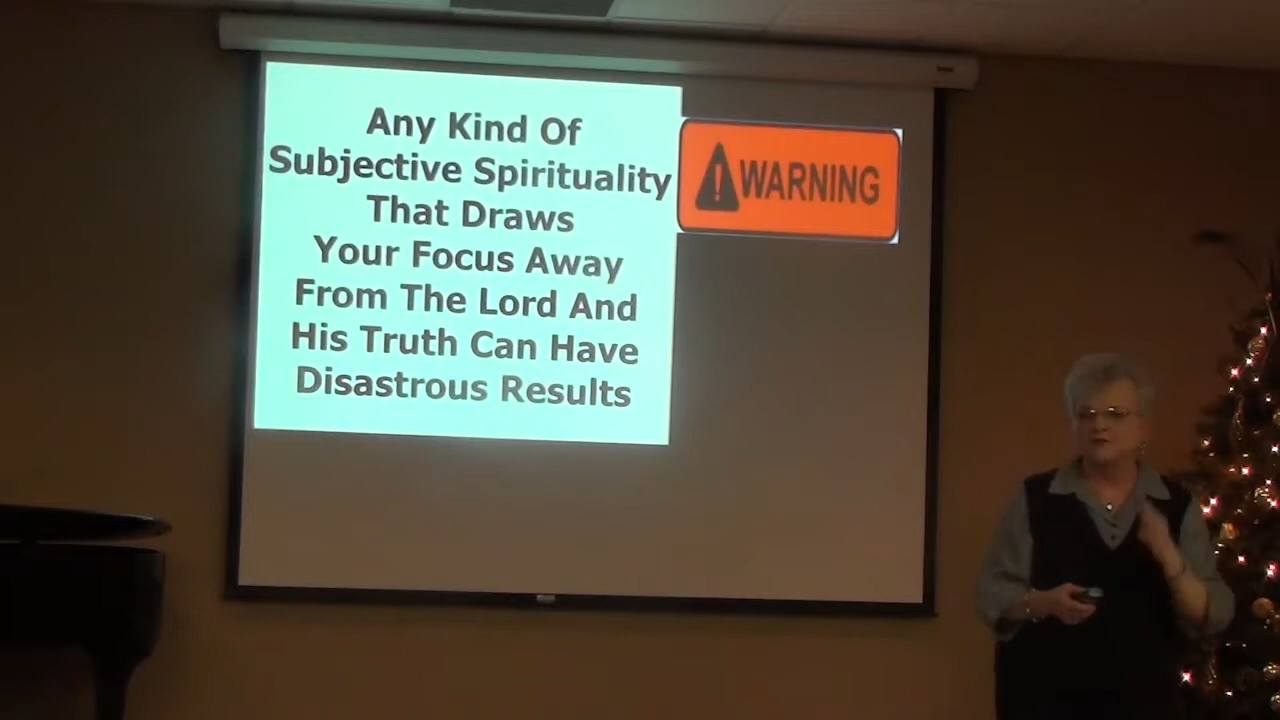 Any Kind Of
Subjective Spirituality
That Draws
Your Focus Away
From The Lord And
His Truth Can Have
Disastrous Results
WARNING